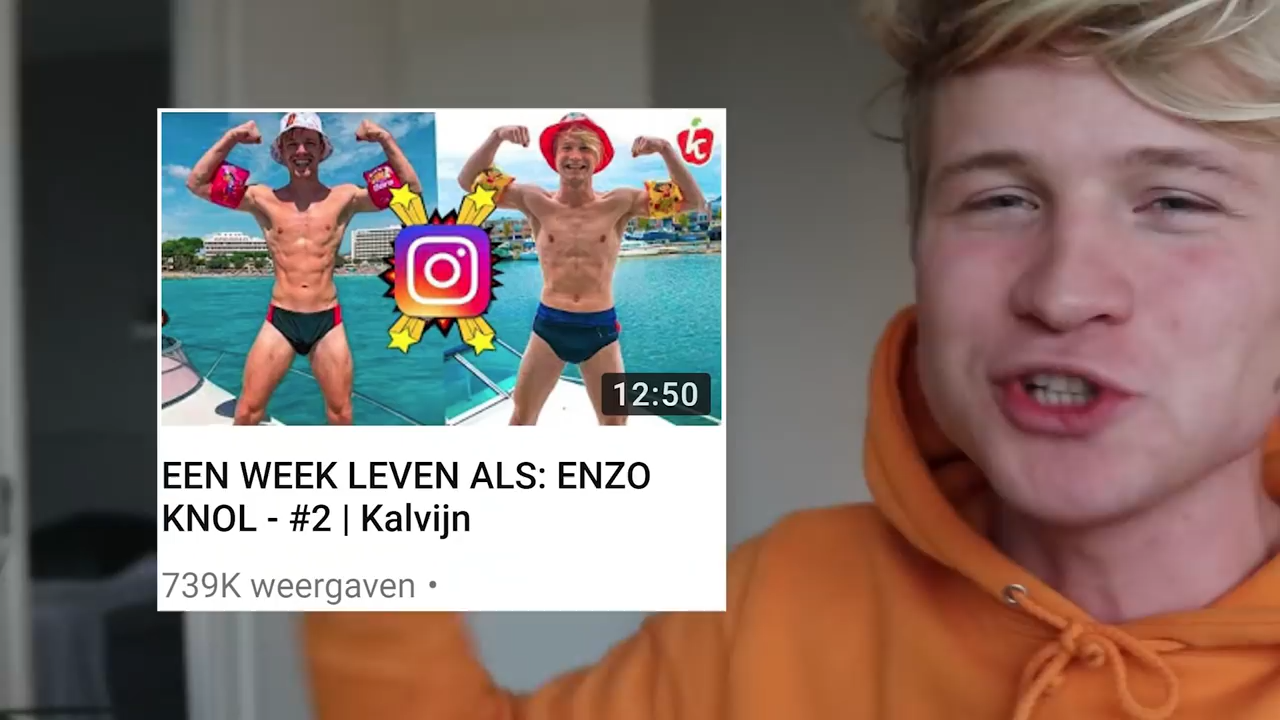 k
12:50
EEN WEEK LEVEN ALS: ENZO
KNOL - #2 | Kalvijn
739K weergaven •